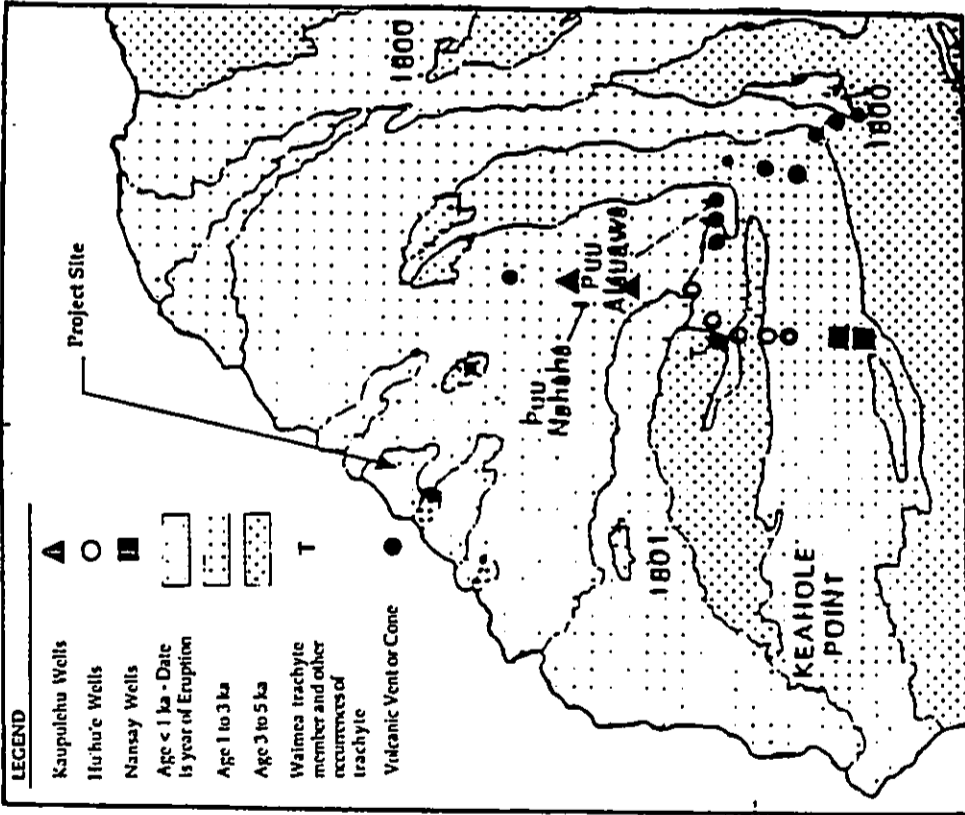 LEGEND
Kaupulehu Wells
Hu'hu'e Wells
Nansay Wells
Age < 1 ka - Date
is year of Eruption
Age 1 to 3 ka
Age 3 to 5 ka
Waimea trachyte
member and other
occurrences of
trachyte
T
Volcanic Vent or Cone
Project Site
1800
1800
Puu
Alauawa
Puu
Nahaha
T
1801
KEAHOLE
POINT